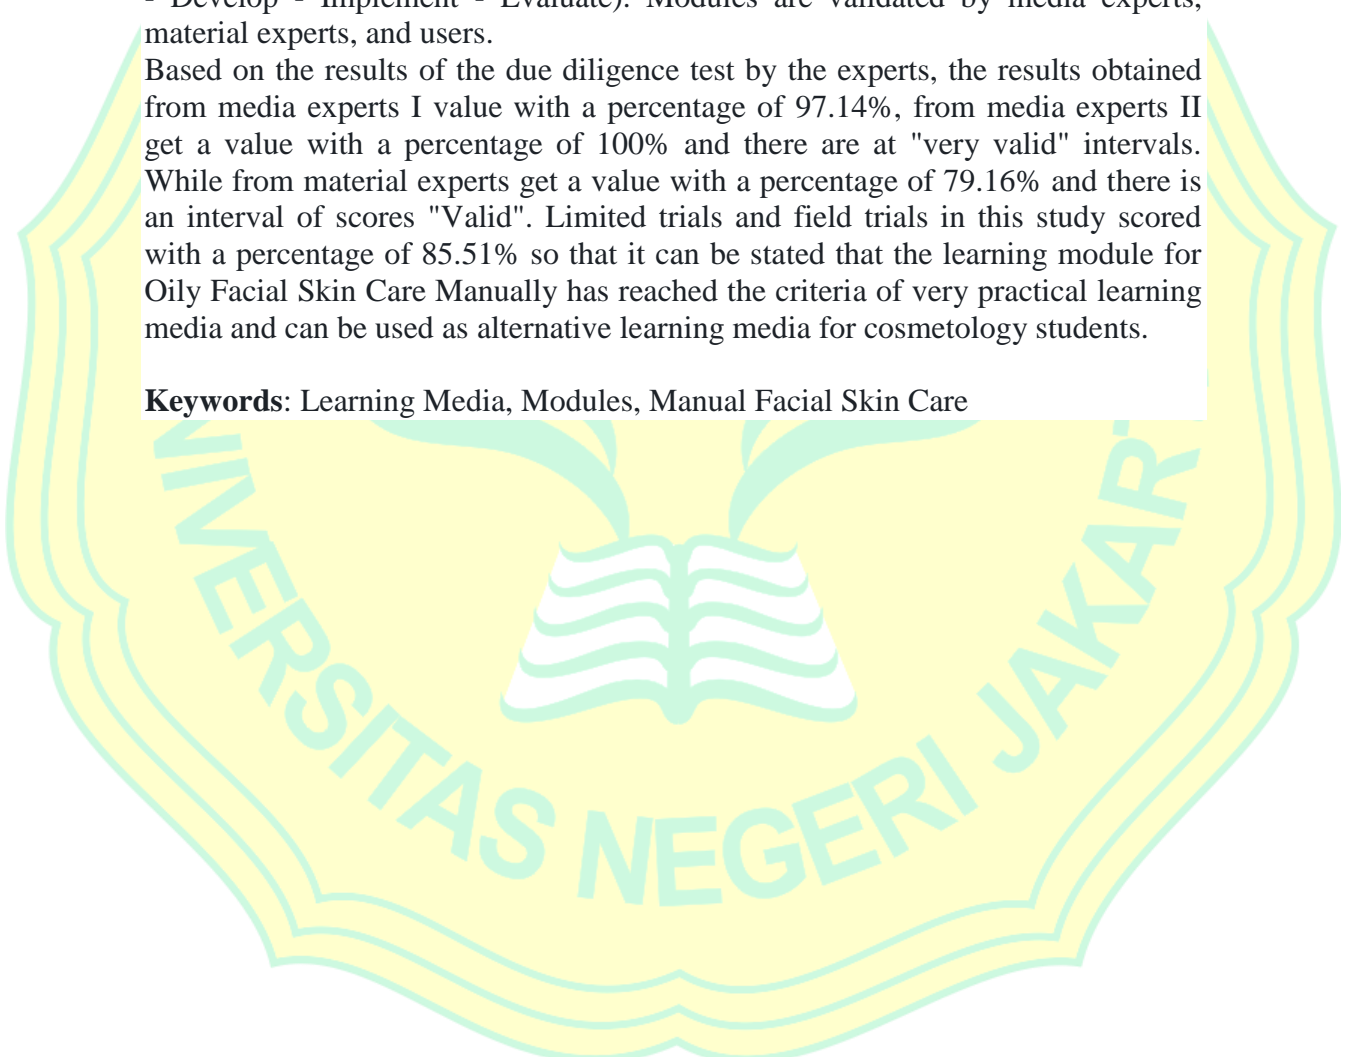 - Develop - Implement - Evaluate). Modules are validated by media experts,
material experts, and users.
Based on the results of the due diligence test by the experts, the results obtained
from media experts I value with a percentage of 97.14%, from media experts II
get a value with a percentage of 100% and there are at "very valid" intervals.
While from material experts get a value with a percentage of 79.16% and there is
an interval of scores "Valid". Limited trials and field trials in this study scored
with a percentage of 85.51% so that it can be stated that the learning module for
Oily Facial Skin Care Manually has reached the criteria of very practical learning
media and can be used as alternative learning media for cosmetology students.
Keywords: Learning Media, Modules, Manual Facial Skin Care
NIVERSITAS NEGERI JAKAR